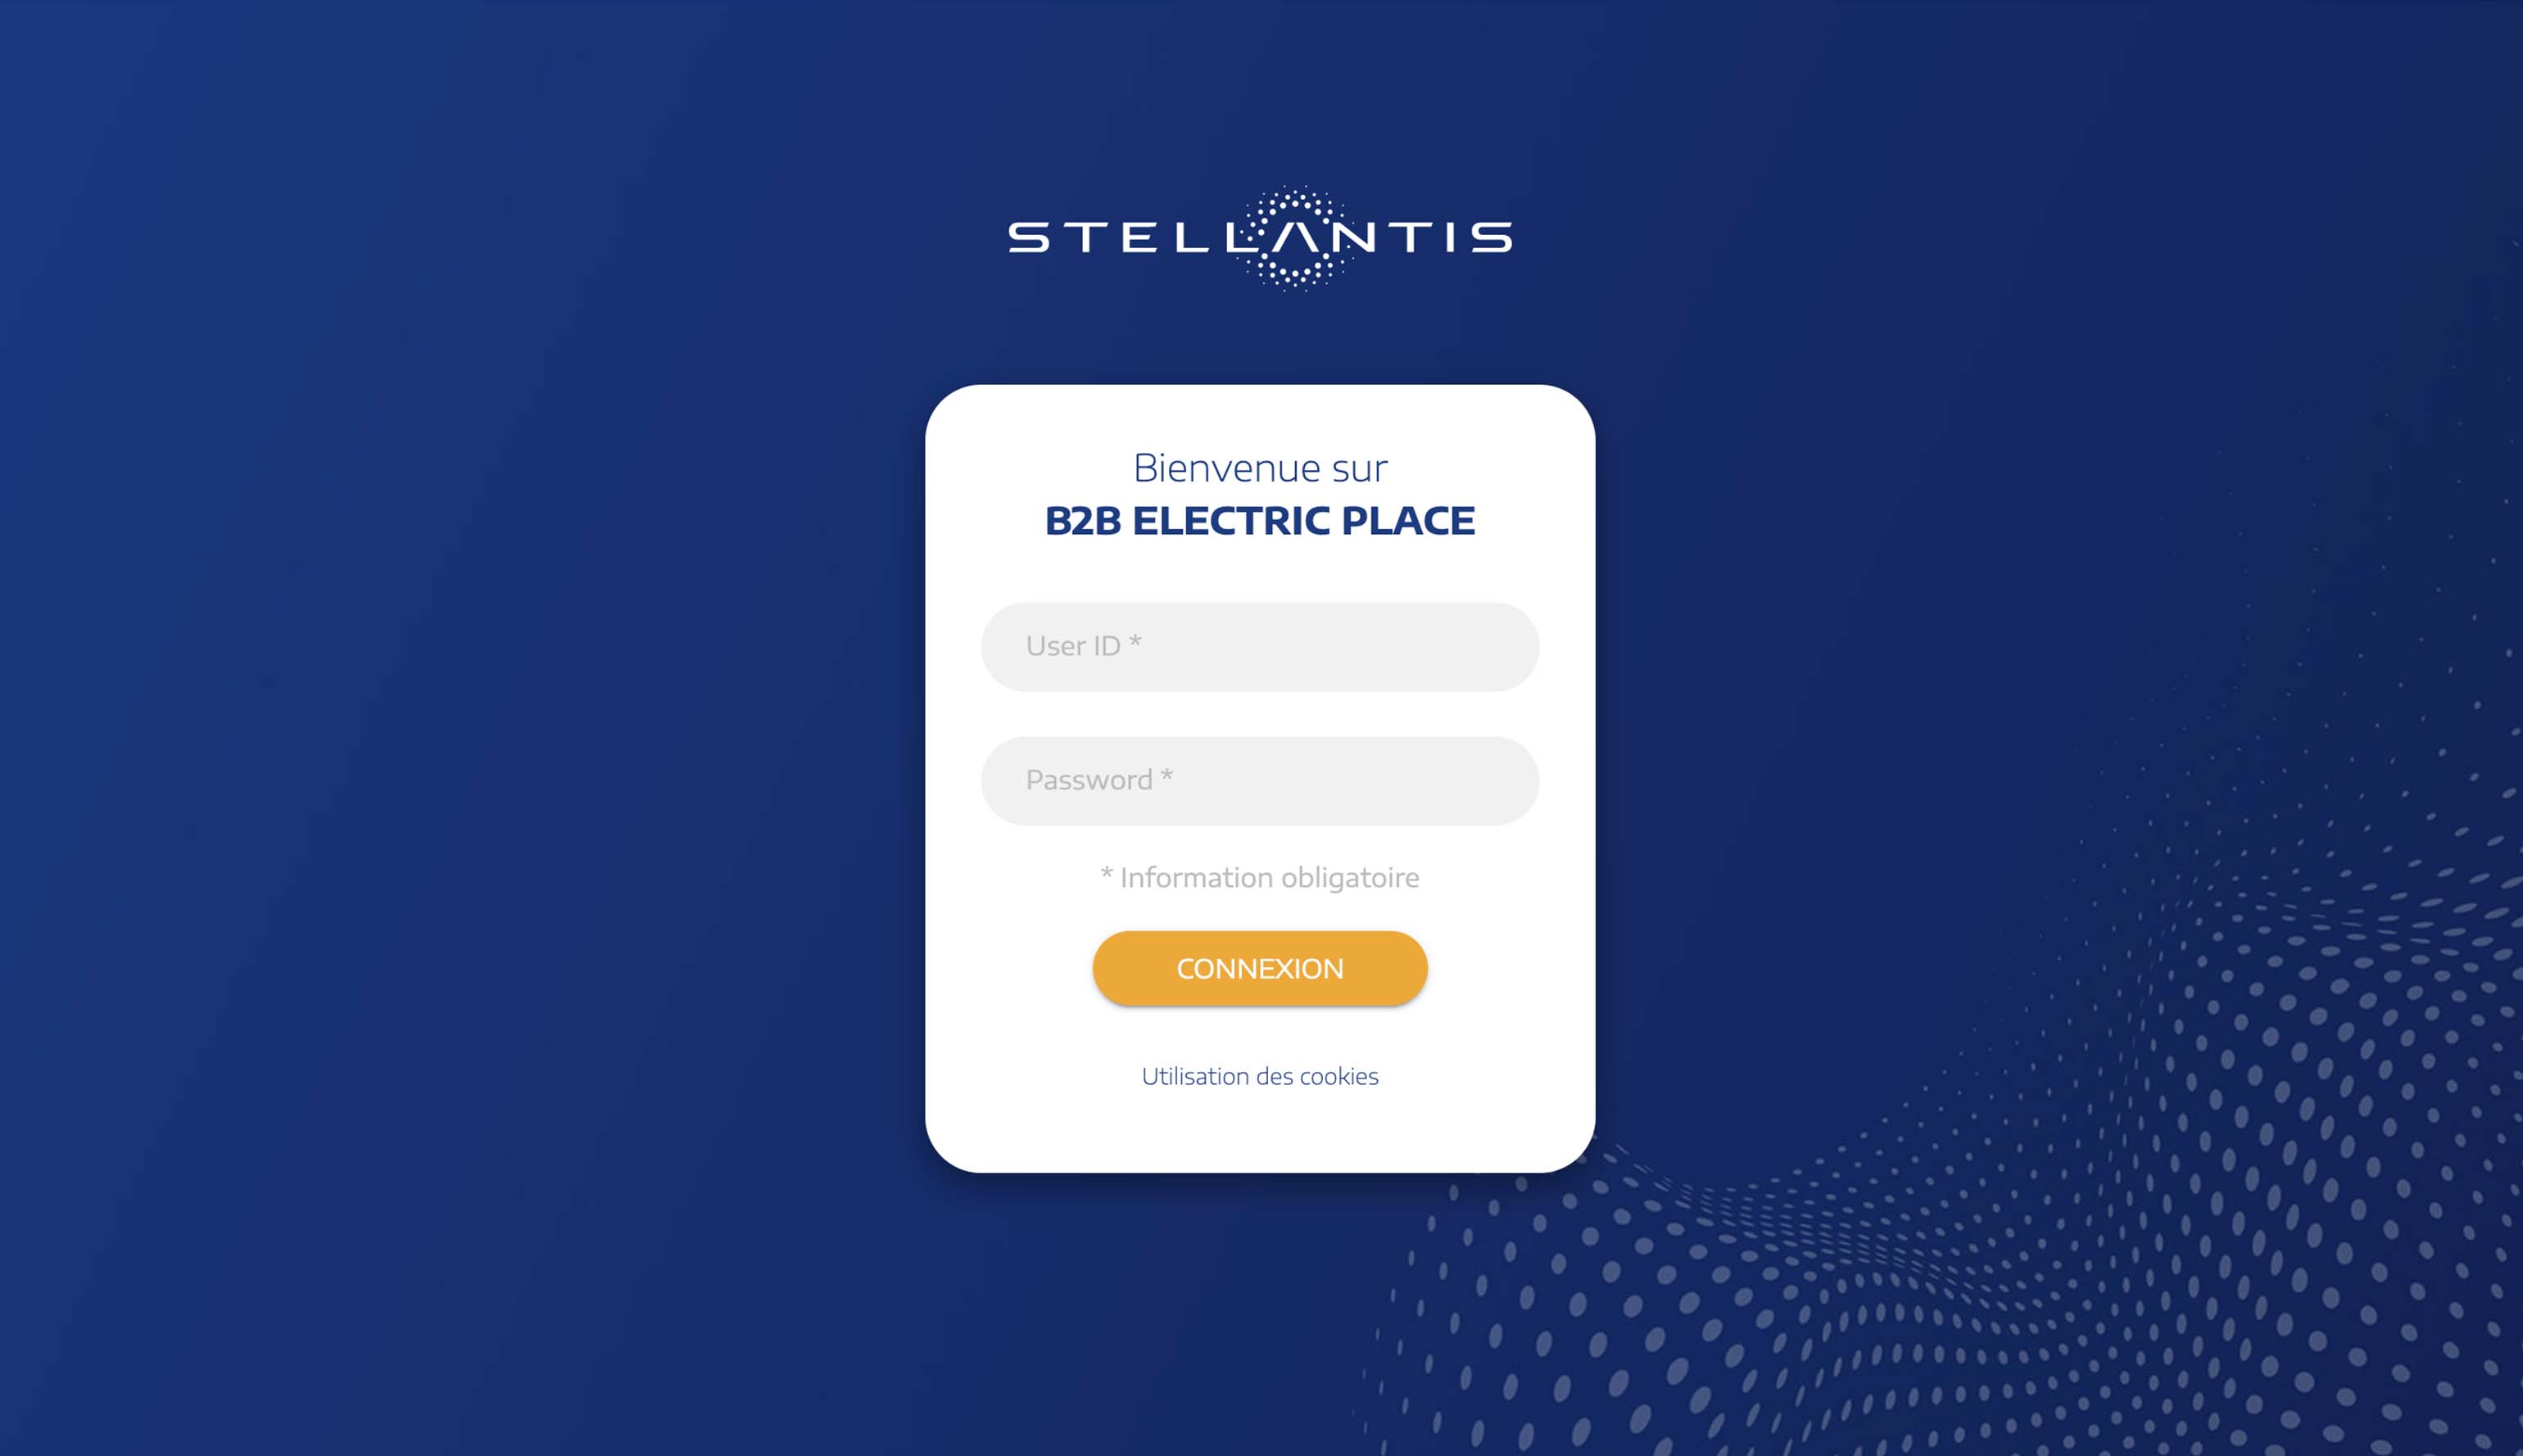 STELLANTIS
Bienvenue sur
B2B ELECTRIC PLACE
User ID *
Password *
* Information obligatoire
CONNEXION
Utilisation des cookies